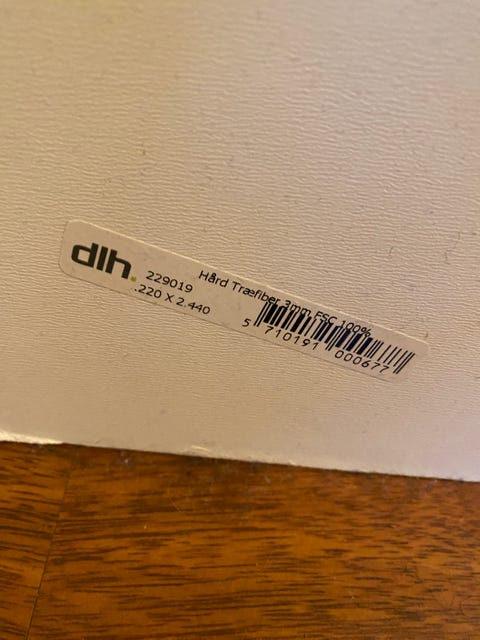 dlh.
229019
Hård Træfiber 3mm FSC 100%
.220 X 2.440
5 710191 000677